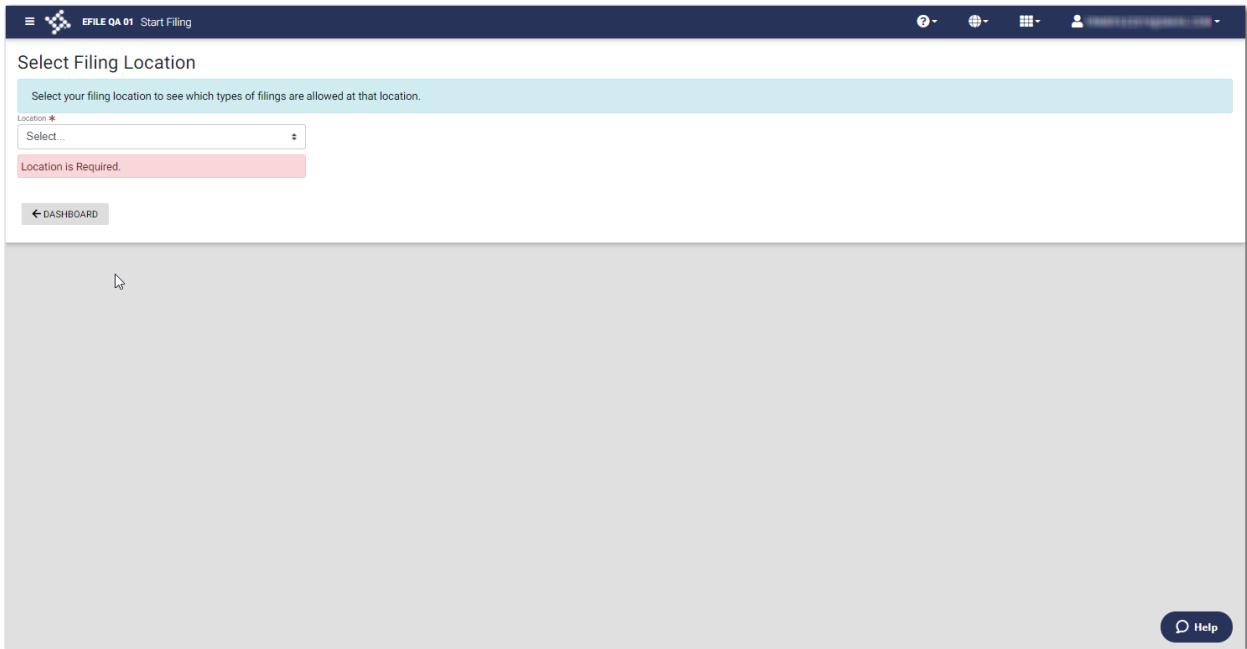 EFILE QA 01 Start Filing
Select Filing Location
Select your filing location to see which types of filings are allowed at that location.
Location *
Select...
Location is Required.
DASHBOARD
Help